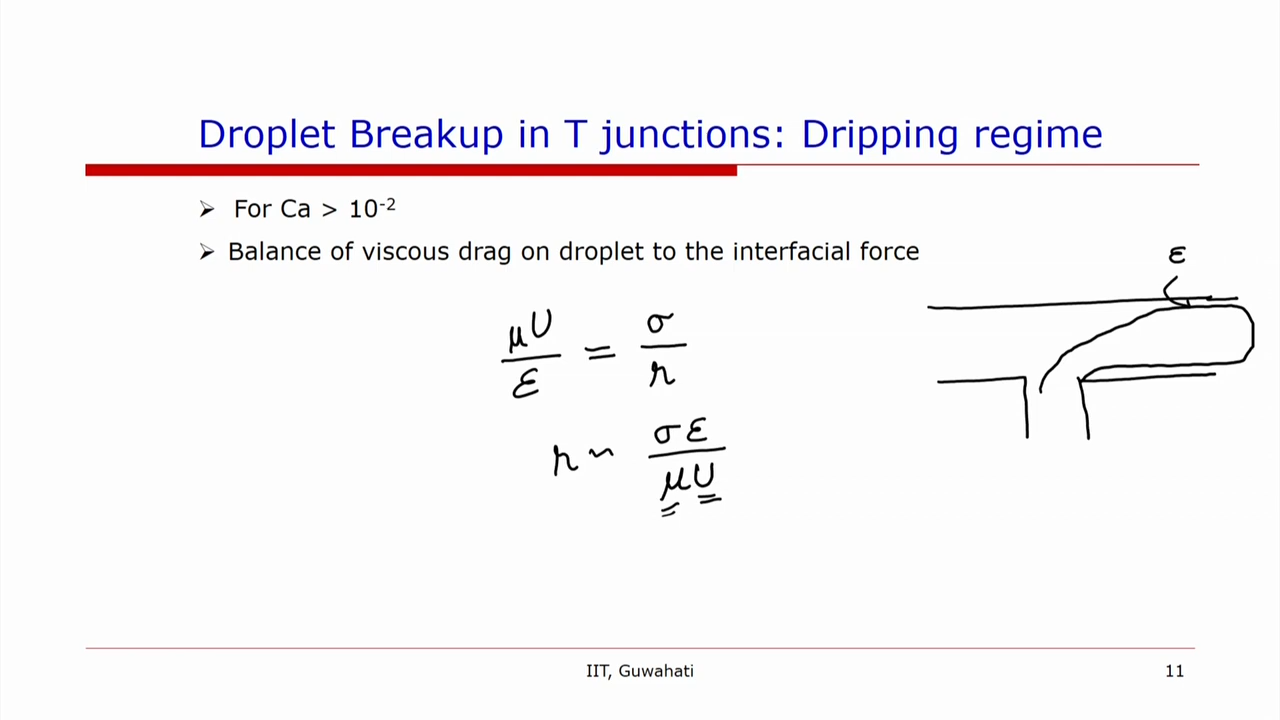 Droplet Breakup in T junctions: Dripping regime
➢ For Ca > 10⁻²
➢ Balance of viscous drag on droplet to the interfacial force
ε
μU/ε = σ/r
r ~ σε/μU
IIT, Guwahati
11